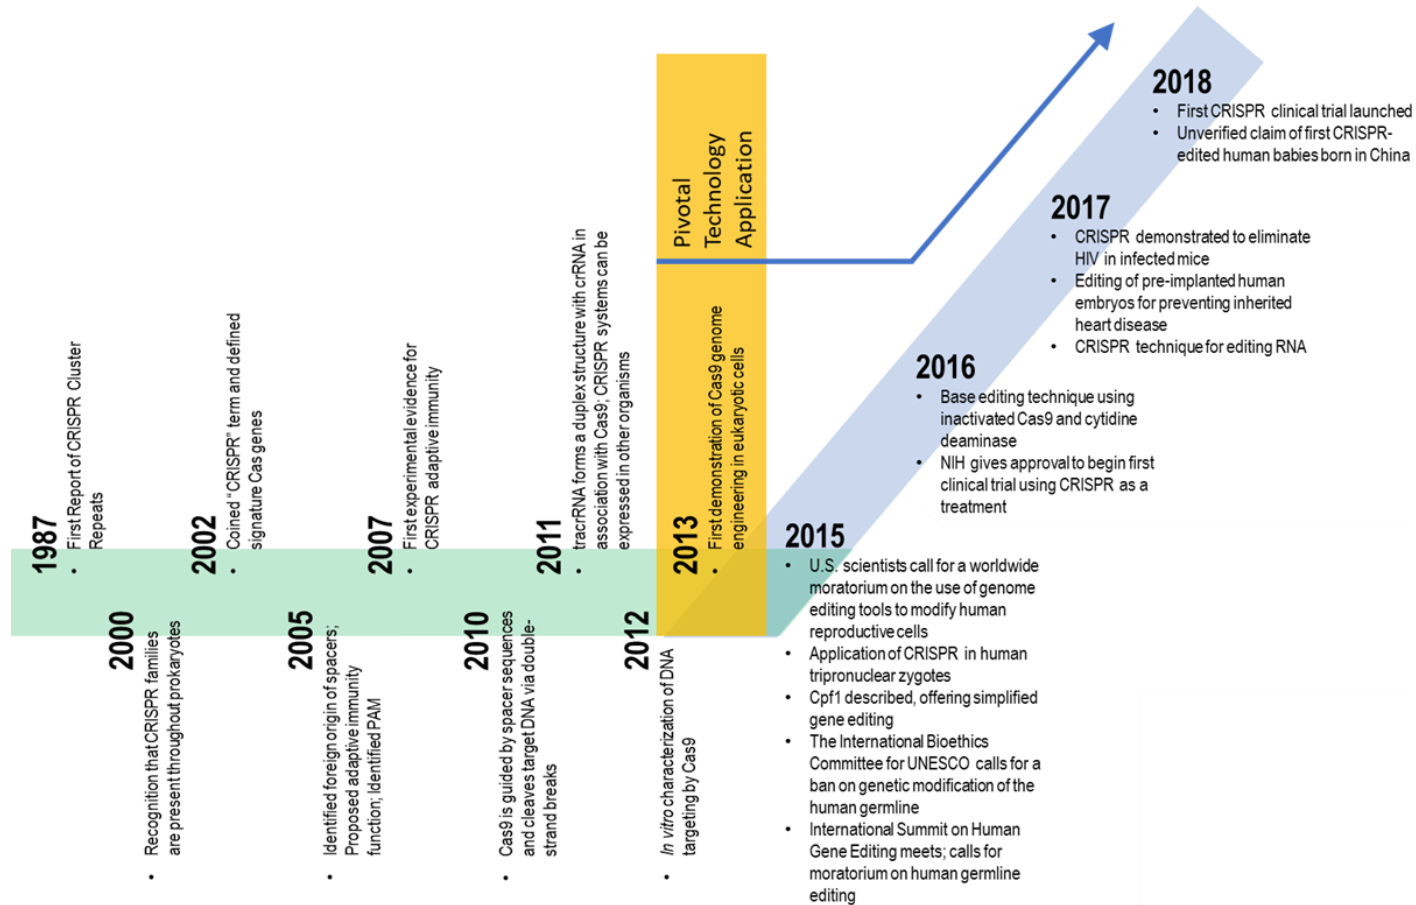 1987
• First Report of CRISPR Cluster
Repeats
2000
• Recognition that CRISPR families
are present throughout prokaryotes
2002
• Coined “CRISPR” term and defined
signature Cas genes
2005
• Identified foreign origin of spacers;
Proposed adaptive immunity
function; Identified PAM
2007
• First experimental evidence for
CRISPR adaptive immunity
2010
• Cas9 is guided by spacer sequences
and cleaves target DNA via double-
strand breaks
2011
• tracrRNA forms a duplex structure with crRNA in
association with Cas9; CRISPR systems can be
expressed in other organisms
2012
• In vitro characterization of DNA
targeting by Cas9
Pivotal
Technology
Application
2013
• First demonstration of Cas9 genome
engineering in eukaryotic cells
2015
• U.S. scientists call for a worldwide
moratorium on the use of genome
editing tools to modify human
reproductive cells
• Application of CRISPR in human
tripronuclear zygotes
• Cpf1 described, offering simplified
gene editing
• The International Bioethics
Committee for UNESCO calls for a
ban on genetic modification of the
human germline
• International Summit on Human
Gene Editing meets; calls for
moratorium on human germline
editing
2016
• Base editing technique using
inactivated Cas9 and cytidine
deaminase
• NIH gives approval to begin first
clinical trial using CRISPR as a
treatment
2017
• CRISPR demonstrated to eliminate
HIV in infected mice
• Editing of pre-implanted human
embryos for preventing inherited
heart disease
• CRISPR technique for editing RNA
2018
• First CRISPR clinical trial launched
• Unverified claim of first CRISPR-
edited human babies born in China